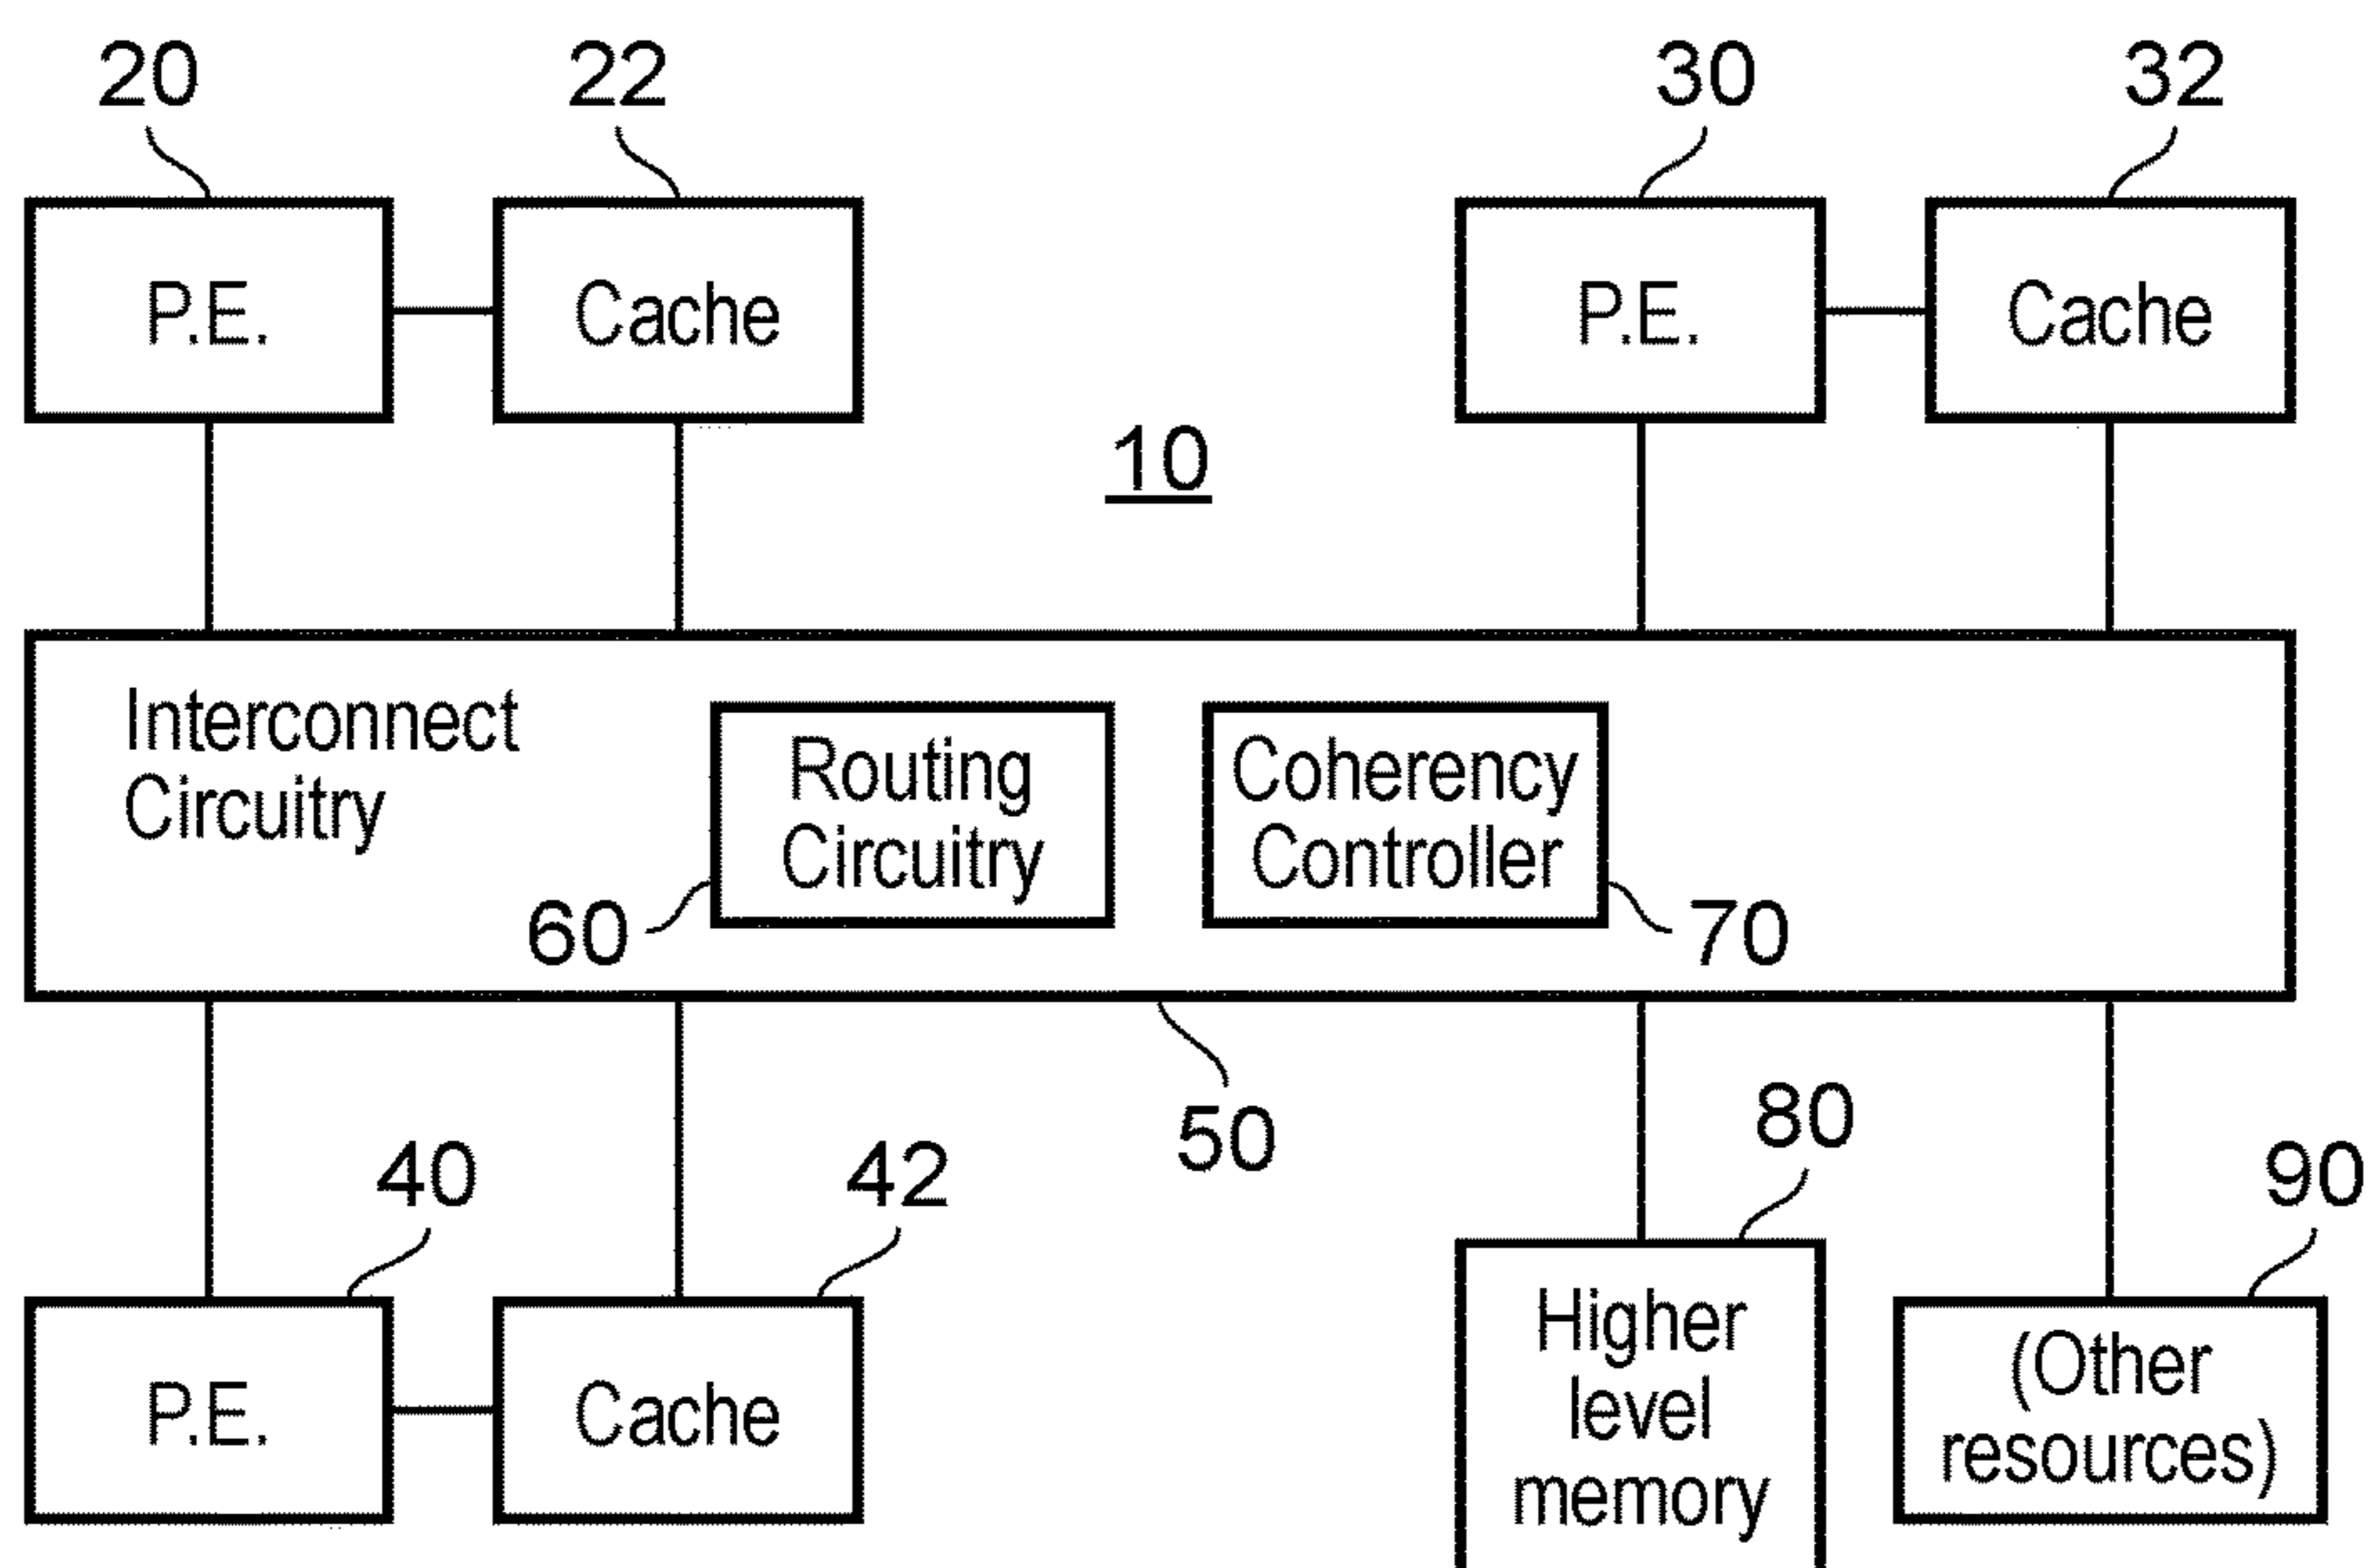 20
22
30
32
P.E.
Cache
P.E.
Cache
10
Interconnect
Circuitry
Routing
Circuitry
Coherency
Controller
60
70
50
80
40
42
90
P.E.
Cache
Higher
level
memory
(Other
resources)